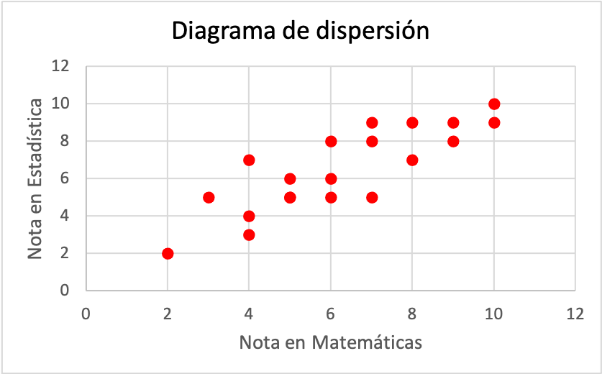 Diagrama de dispersión
12
10
8
6
4
2
0
0 2 4 6 8 10 12
Nota en Estadística
Nota en Matemáticas